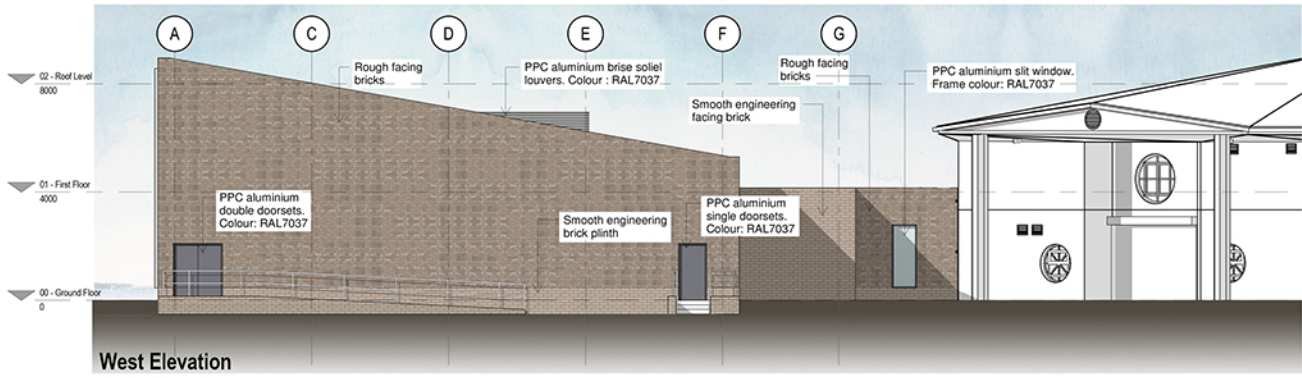 A
C
D
E
F
G
02 - Roof Level
8000
01 - First Floor
4000
00 - Ground Floor
0
Rough facing
bricks
PPC aluminium brise soliel
louvers. Colour : RAL7037
Rough facing
bricks
PPC aluminium slit window.
Frame colour: RAL7037
Smooth engineering
facing brick
PPC aluminium
double doorsets.
Colour: RAL7037
Smooth engineering
brick plinth
PPC aluminium
single doorsets.
Colour: RAL7037
West Elevation